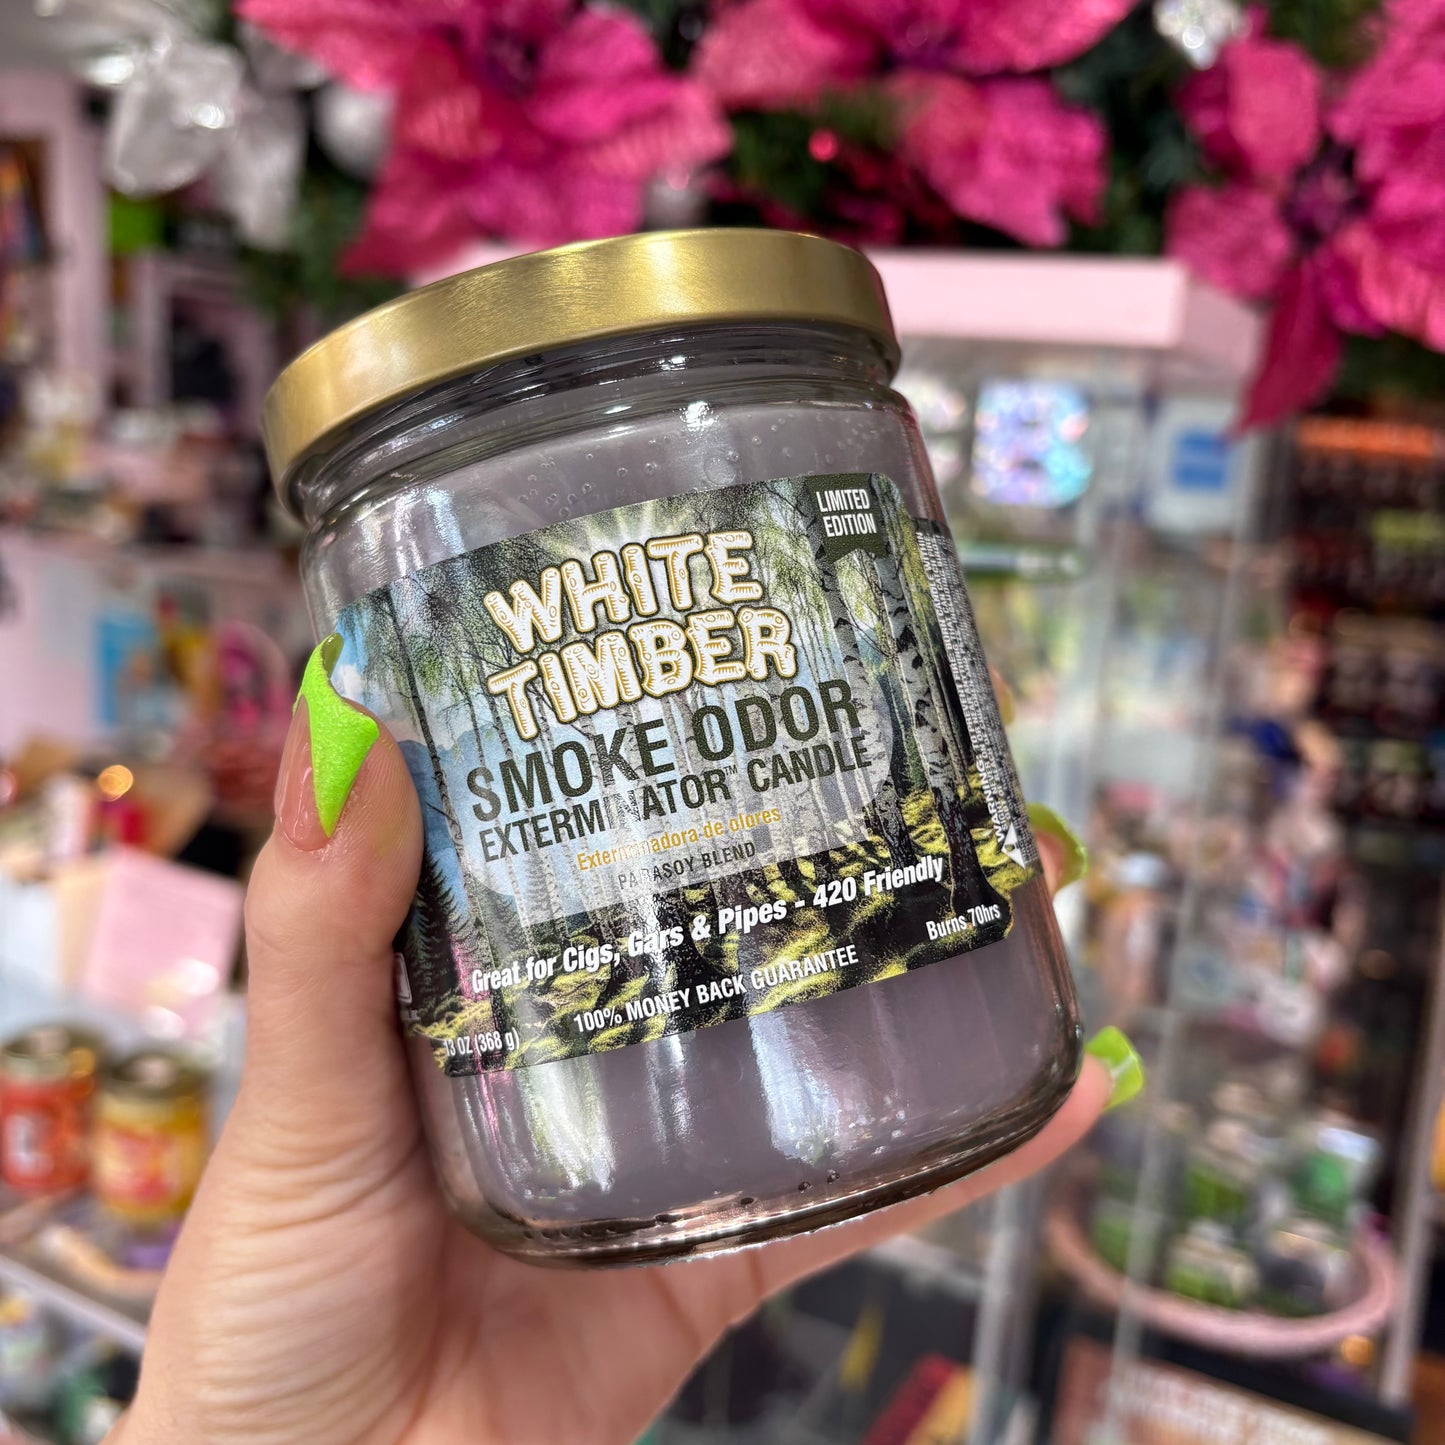 LIMITED
EDITION
WHITE
TIMBER
SMOKE ODOR
EXTERMINATOR™ CANDLE
Exterminadora de olores
PARASOY BLEND
Great for Cigs, Gars & Pipes - 420 Friendly
Burns 70hrs
100% MONEY BACK GUARANTEE
13 OZ (368 g)